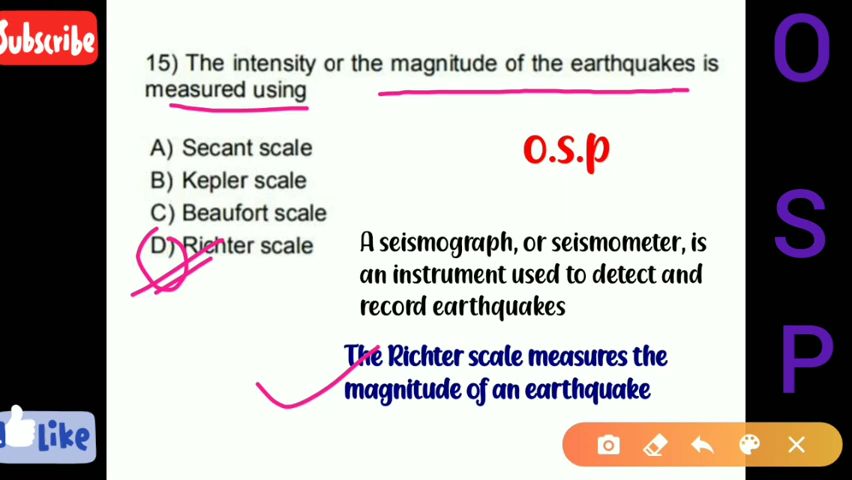 Subscribe
15) The intensity or the magnitude of the earthquakes is
measured using
A) Secant scale
B) Kepler scale
C) Beaufort scale
D) Richter scale
O.S.P
A seismograph, or seismometer, is
an instrument used to detect and
record earthquakes
The Richter scale measures the
magnitude of an earthquake
Like
O
S
P